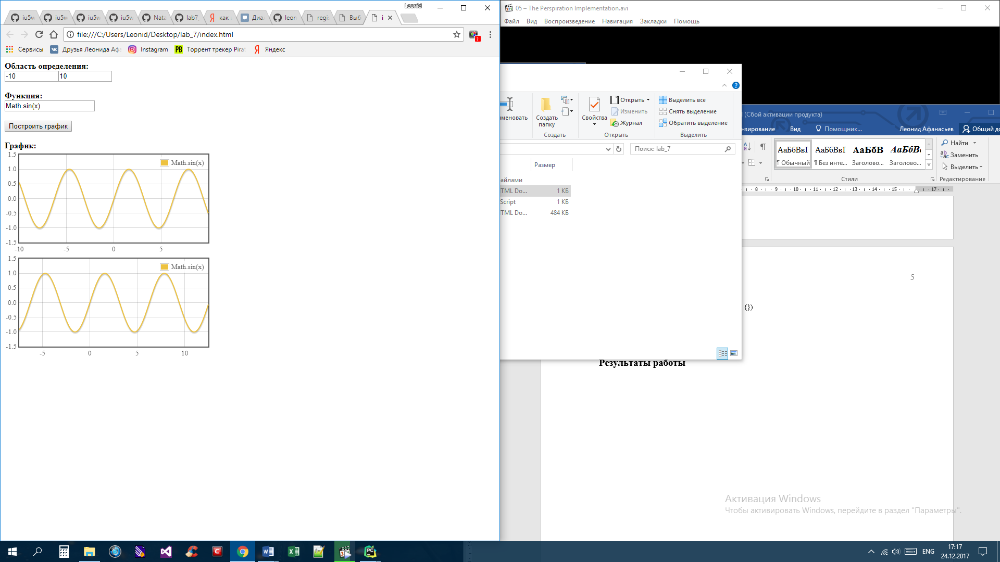 Leonid
iu5w
iu5w
iu5w
iu5w
Nata
lab7
как
Диа
leon
regi
Выб
i
file:///C:/Users/Leonid/Desktop/lab_7/index.html
Сервисы
Друзья Леонида Афа
Instagram
Торрент трекер Pirat
Яндекс
Область определения:
-10 10
Функция:
Math.sin(x)
Построить график
График:
Math.sin(x)
1.5
1.0
0.5
0.0
-0.5
-1.0
-1.5
-10 -5 0 5
Math.sin(x)
1.5
1.0
0.5
0.0
-0.5
-1.0
-1.5
-5 0 5 10
05 – The Perspiration Implementation.avi
Файл Вид Воспроизведение Навигация Закладки Помощь
именовать
Создать папку
Создать
Свойства
Открыть
Изменить
Журнал
Открыть
Выделить все
Снять выделение
Обратить выделение
Выделить
Поиск: lab_7
Размер
айлами
TML Do... 1 КБ
Script 1 КБ
TML Do... 484 КБ
(Сбой активации продукта)
нзирование Вид Помощник... Леонид Афанасьев Общий до
АаБбВвГ АаБбВвГ АаБбВ АаБбВ
¶ Обычный ¶ Без инте... Заголово... Заголово...
Стили
Найти
Заменить
Выделить
Редактирование
8 9 10 11 12 13 14 15 17
5
{})
Результаты работы
Активация Windows
Чтобы активировать Windows, перейдите в раздел "Параметры".
ENG
17:17
24.12.2017